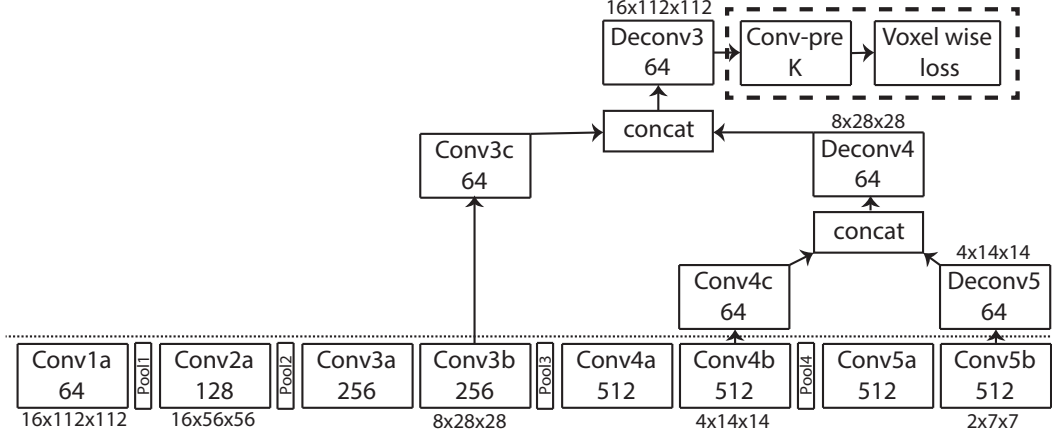 16x112x112
Deconv3
64
Conv-pre
K
Voxel wise
loss
concat
8x28x28
Conv3c
64
Deconv4
64
concat
4x14x14
Conv4c
64
Deconv5
64
Conv1a
64
Pool1
Conv2a
128
Pool2
Conv3a
256
Conv3b
256
Pool3
Conv4a
512
Conv4b
512
Pool4
Conv5a
512
Conv5b
512
16x112x112
16x56x56
8x28x28
4x14x14
2x7x7